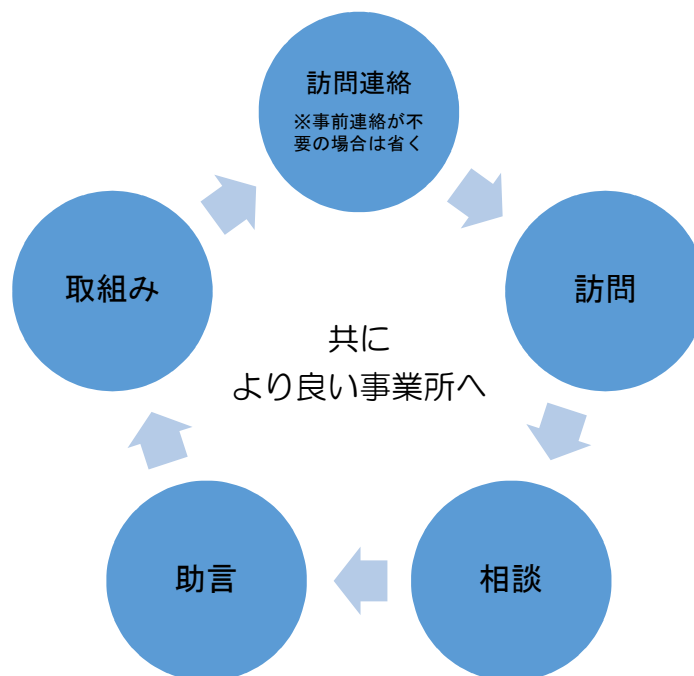 訪問連絡
※事前連絡が不
要の場合は省く
訪問
相談
助言
取組み
共に
より良い事業所へ